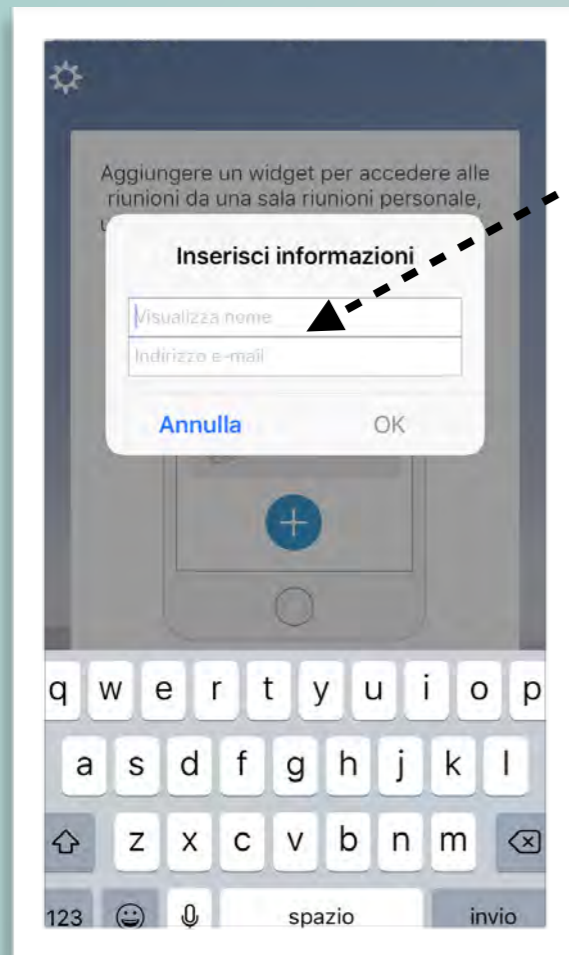 Aggiungere un widget per accedere alle
riunioni da una sala riunioni personale,
Inserisci informazioni
Visualizza nome
Indirizzo e-mail
Annulla OK
q w e r t y u i o p
a s d f g h j k l
z x c v b n m
123 spazio invio